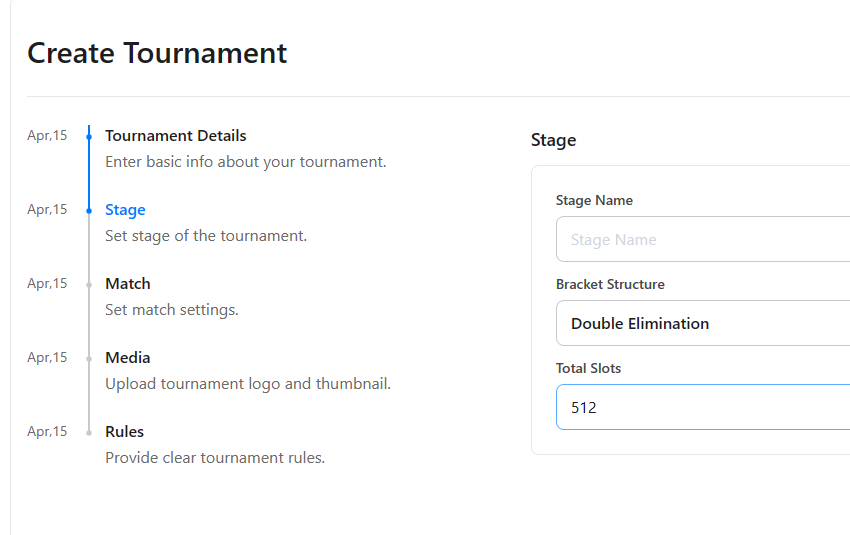 Create Tournament
Apr,15
Tournament Details
Enter basic info about your tournament.
Apr,15
Stage
Set stage of the tournament.
Apr,15
Match
Set match settings.
Apr,15
Media
Upload tournament logo and thumbnail.
Apr,15
Rules
Provide clear tournament rules.
Stage
Stage Name
Stage Name
Bracket Structure
Double Elimination
Total Slots
512